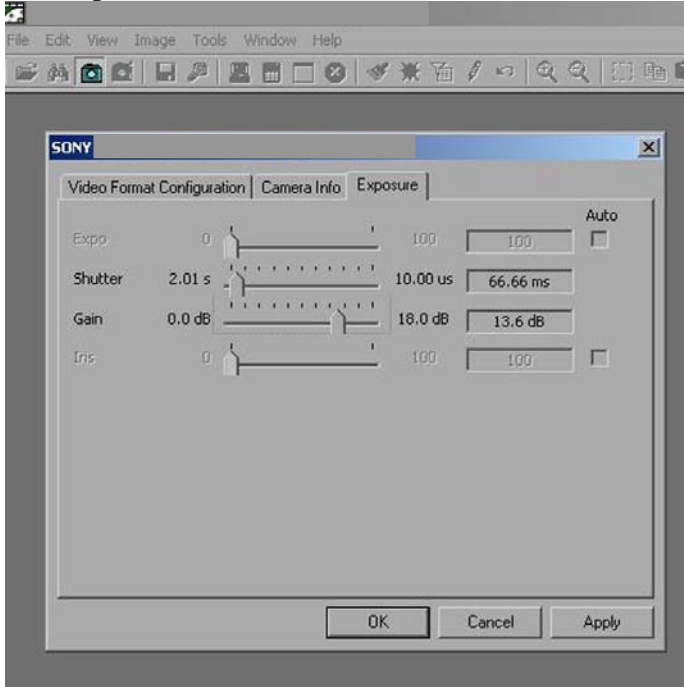 File Edit View Image Tools Window Help
SONY
Video Format Configuration Camera Info Exposure
Auto
Expo 0 100 100
Shutter 2.01 s 10.00 us 66.66 ms
Gain 0.0 dB 18.0 dB 13.6 dB
Iris 0 100 100
OK Cancel Apply